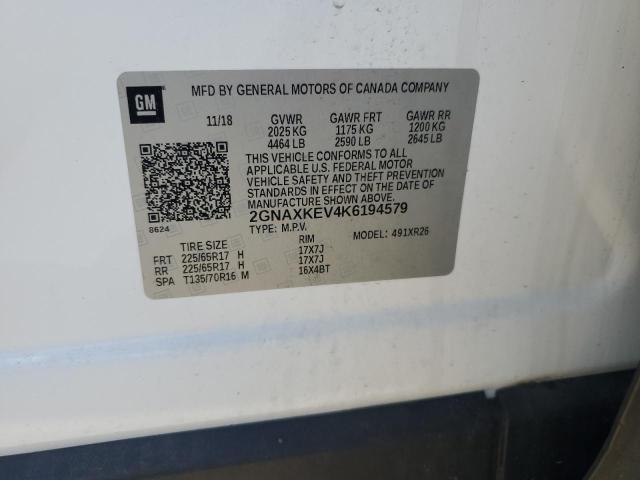 GM
MFD BY GENERAL MOTORS OF CANADA COMPANY
11/18 GVWR GAWR FRT GAWR RR
2025 KG 1175 KG 1200 KG
4464 LB 2590 LB 2645 LB
THIS VEHICLE CONFORMS TO ALL
APPLICABLE U.S. FEDERAL MOTOR
VEHICLE SAFETY AND THEFT PREVENTION
STANDARDS IN EFFECT ON THE DATE OF
MANUFACTURE SHOWN ABOVE.
8624
2GNAXKEV4K6194579
TYPE: M.P.V. MODEL: 491XR26
TIRE SIZE RIM
FRT 225/65R17 H 17X7J
RR 225/65R17 H 17X7J
SPA T135/70R16 M 16X4BT